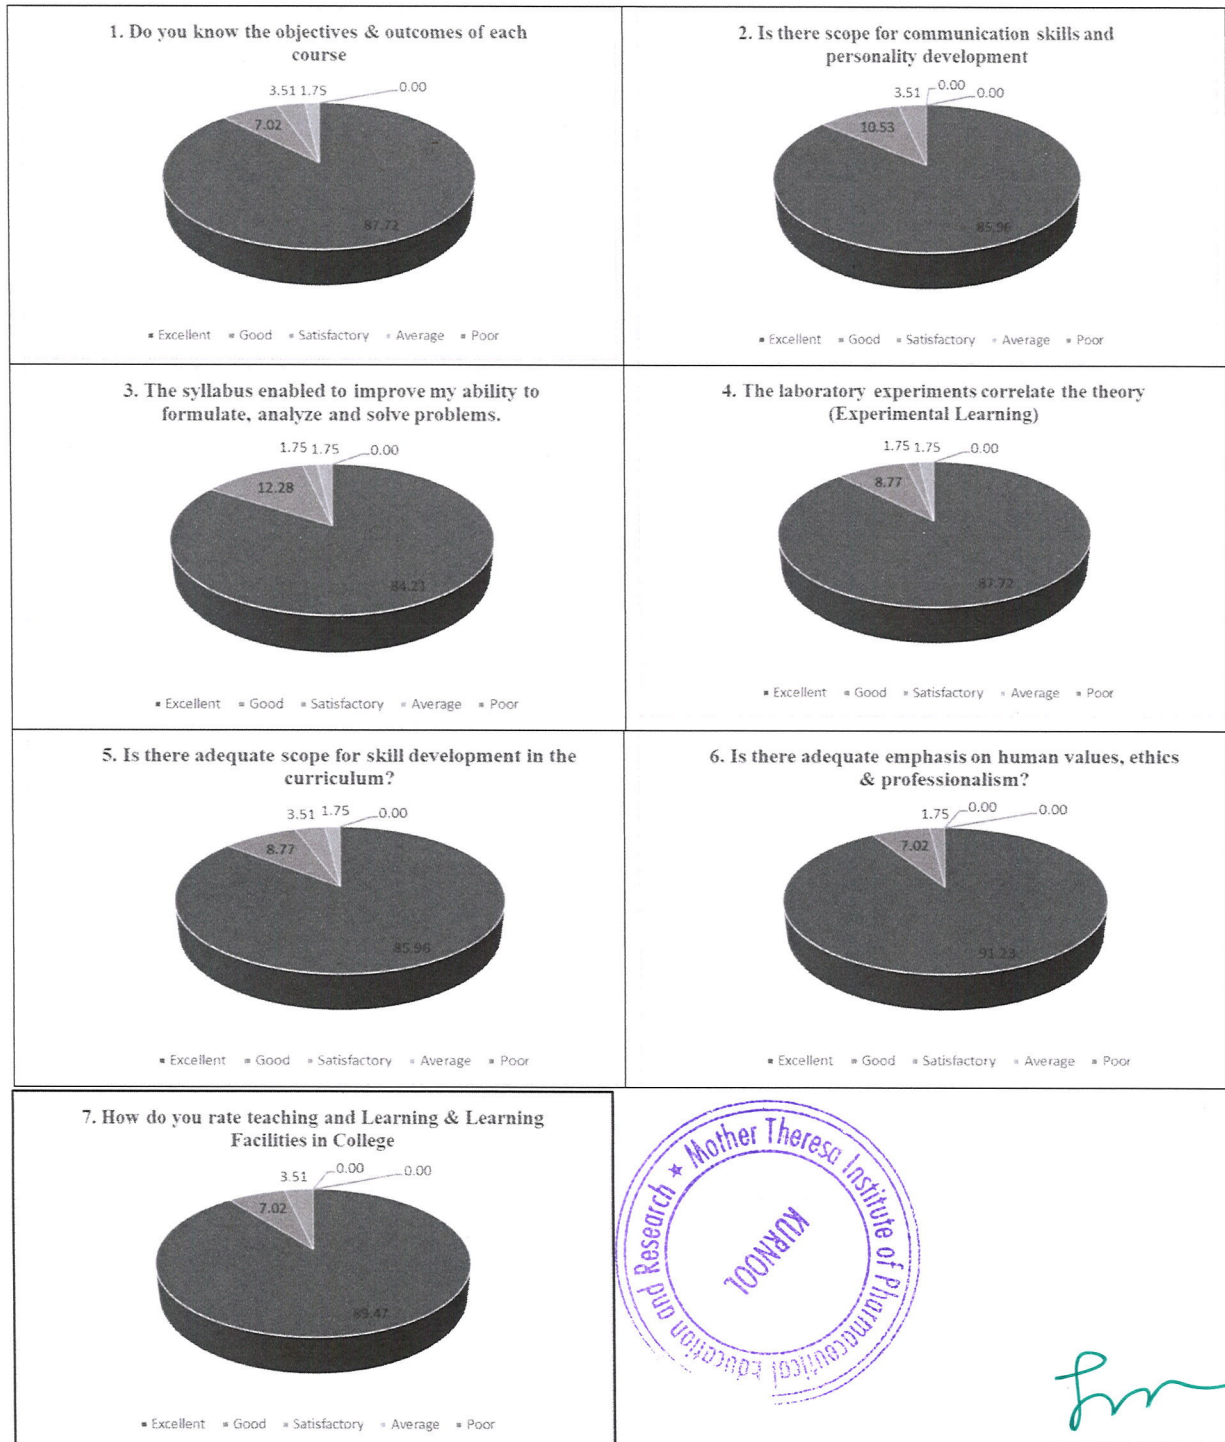 1. Do you know the objectives & outcomes of each
course
3.51 1.75 0.00
7.02
87.72
Excellent Good Satisfactory Average Poor
2. Is there scope for communication skills and
personality development
3.51 0.00 0.00
10.53
85.96
Excellent Good Satisfactory Average Poor
3. The syllabus enabled to improve my ability to
formulate, analyze and solve problems.
1.75 1.75 0.00
12.28
84.21
Excellent Good Satisfactory Average Poor
4. The laboratory experiments correlate the theory
(Experimental Learning)
1.75 1.75 0.00
8.77
87.72
Excellent Good Satisfactory Average Poor
5. Is there adequate scope for skill development in the
curriculum?
3.51 1.75 0.00
8.77
85.96
Excellent Good Satisfactory Average Poor
6. Is there adequate emphasis on human values, ethics
& professionalism?
1.75 0.00 0.00
7.02
91.23
Excellent Good Satisfactory Average Poor
7. How do you rate teaching and Learning & Learning
Facilities in College
3.51 0.00 0.00
7.02
89.47
Excellent Good Satisfactory Average Poor
Mother Theresa Institute of Pharmaceutical Education and Research
KURNOOL